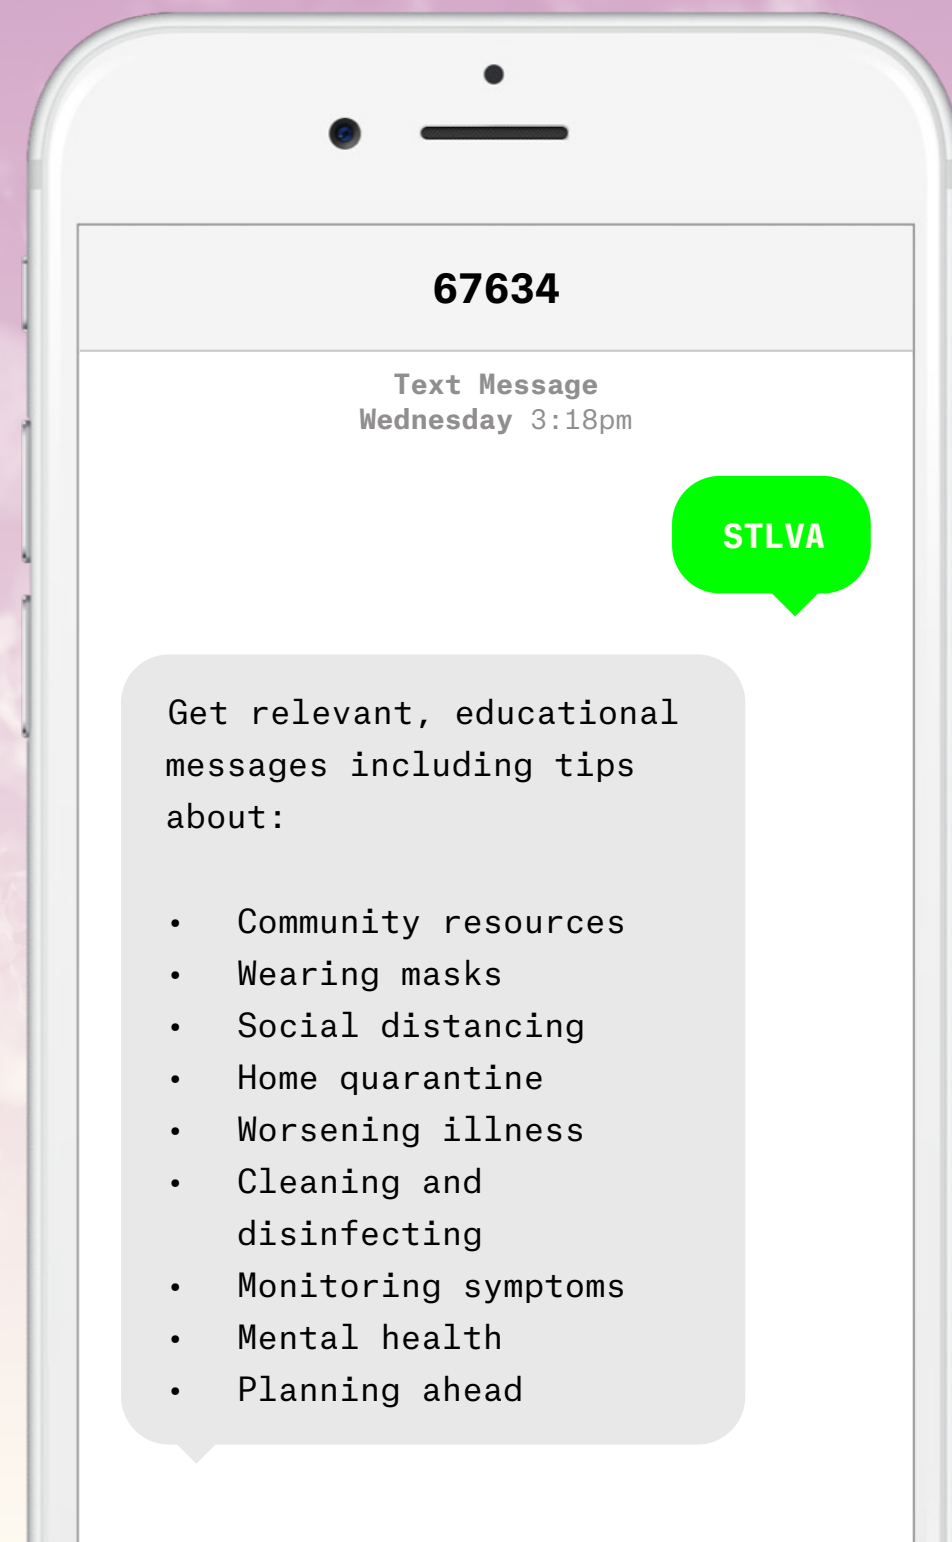 67634
Text Message
Wednesday 3:18pm
STLVA
Get relevant, educational
messages including tips
about:
• Community resources
• Wearing masks
• Social distancing
• Home quarantine
• Worsening illness
• Cleaning and
disinfecting
• Monitoring symptoms
• Mental health
• Planning ahead